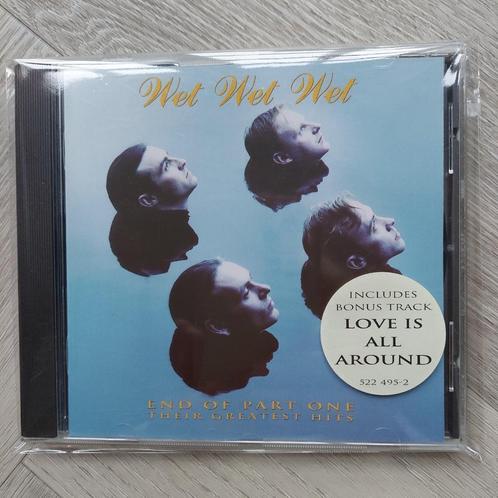 Wet Wet Wet
INCLUDES
BONUS TRACK
LOVE IS
ALL
AROUND
522 495-2
END OF PART ONE
THEIR GREATEST HITS